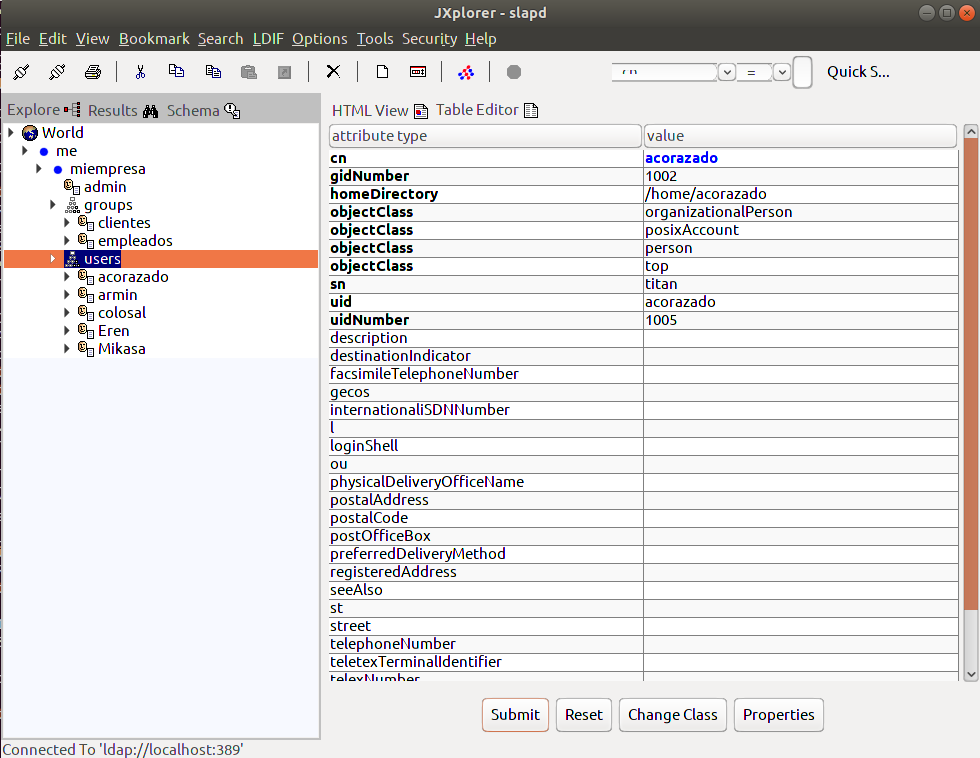 JXplorer - slapd
File Edit View Bookmark Search LDIF Options Tools Security Help
= Quick S...
Explore Results Schema
HTML View Table Editor
World
me
miempresa
admin
groups
clientes
empleados
users
acorazado
armin
colosal
Eren
Mikasa
attribute type value
cn acorazado
gidNumber 1002
homeDirectory /home/acorazado
objectClass organizationalPerson
objectClass posixAccount
objectClass person
objectClass top
sn titan
uid acorazado
uidNumber 1005
description
destinationIndicator
facsimileTelephoneNumber
gecos
internationaliSDNNumber
l
loginShell
ou
physicalDeliveryOfficeName
postalAddress
postalCode
postOfficeBox
preferredDeliveryMethod
registeredAddress
seeAlso
st
street
telephoneNumber
teletexTerminalIdentifier
telexNumber
Submit Reset Change Class Properties
Connected To 'ldap://localhost:389'